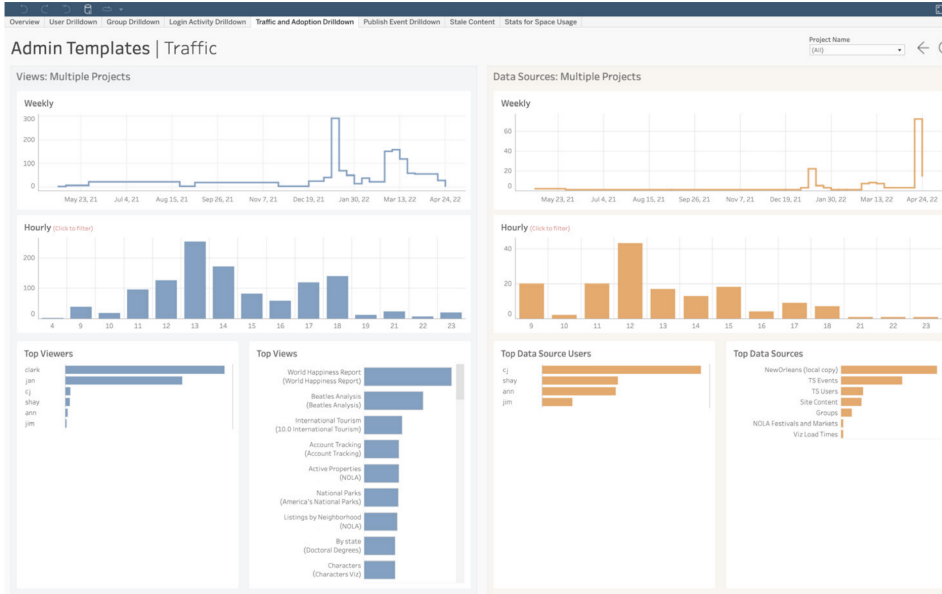 Overview User Drilldown Group Drilldown Login Activity Drilldown Traffic and Adoption Drilldown Publish Event Drilldown Stale Content Stats for Space Usage
Admin Templates | Traffic
Project Name
(All)
Views: Multiple Projects
Weekly
300
200
100
0
May 23, 21 Jul 4, 21 Aug 15, 21 Sep 26, 21 Nov 7, 21 Dec 19, 21 Jan 30, 22 Mar 13, 22 Apr 24, 22
Hourly (Click to filter)
200
100
0
4 9 10 11 12 13 14 15 16 17 18 19 21 22 23
Top Viewers
clark
jan
cj
shay
ann
jim
Top Views
World Happiness Report
(World Happiness Report)
Beatles Analysis
(Beatles Analysis)
International Tourism
(10.0 International Tourism)
Account Tracking
(Account Tracking)
Active Properties
(NOLA)
National Parks
(America's National Parks)
Listings by Neighborhood
(NOLA)
By state
(Doctoral Degrees)
Characters
(Characters Viz)
Data Sources: Multiple Projects
Weekly
60
40
20
0
May 23, 21 Jul 4, 21 Aug 15, 21 Sep 26, 21 Nov 7, 21 Dec 19, 21 Jan 30, 22 Mar 13, 22 Apr 24, 22
Hourly (Click to filter)
40
20
0
9 10 11 12 13 14 15 16 17 18 21 22 23
Top Data Source Users
cj
shay
ann
jim
Top Data Sources
NewOrleans (local copy)
TS Events
TS Users
Site Content
Groups
NOLA Festivals and Markets
Viz Load Times